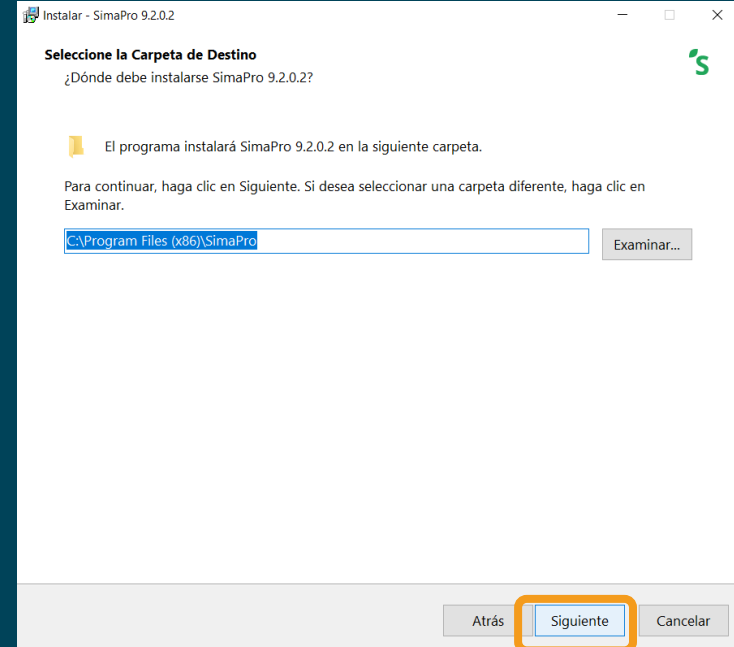 Instalar - SimaPro 9.2.0.2
Seleccione la Carpeta de Destino
¿Dónde debe instalarse SimaPro 9.2.0.2?
S
El programa instalará SimaPro 9.2.0.2 en la siguiente carpeta.
Para continuar, haga clic en Siguiente. Si desea seleccionar una carpeta diferente, haga clic en
Examinar.
C:\Program Files (x86)\SimaPro
Examinar...
Atrás
Siguiente
Cancelar